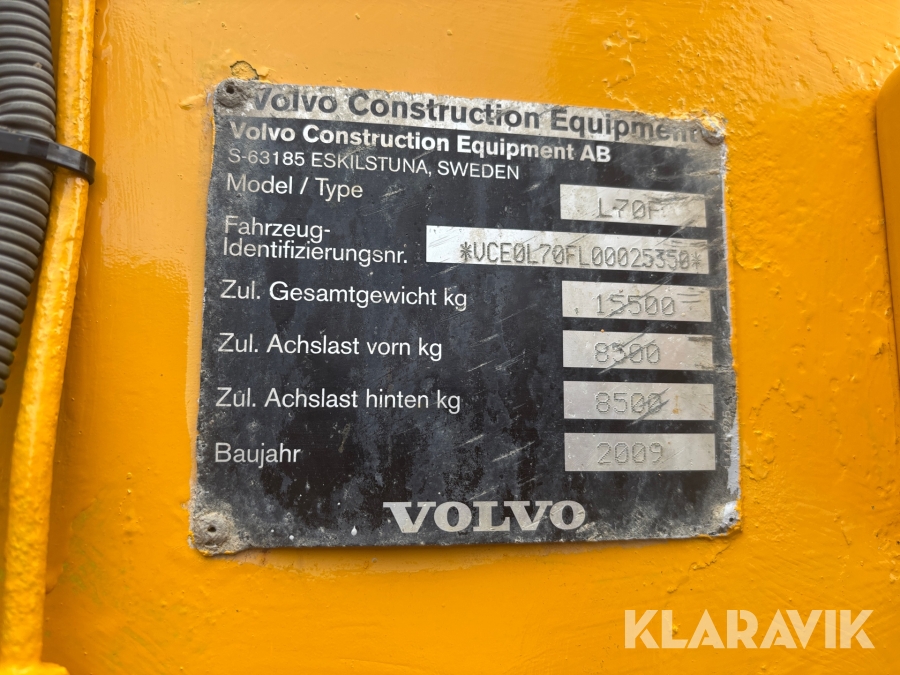 Volvo Construction Equipment
Volvo Construction Equipment AB
S-63185 ESKILSTUNA, SWEDEN
Model / Type L70F
Fahrzeug-
Identifizierungsnr. *VCE0L70FL00025350*
Zul. Gesamtgewicht kg 15500
Zul. Achslast vorn kg 8500
Zul. Achslast hinten kg 8500
Baujahr 2009
VOLVO
KLARAVIK